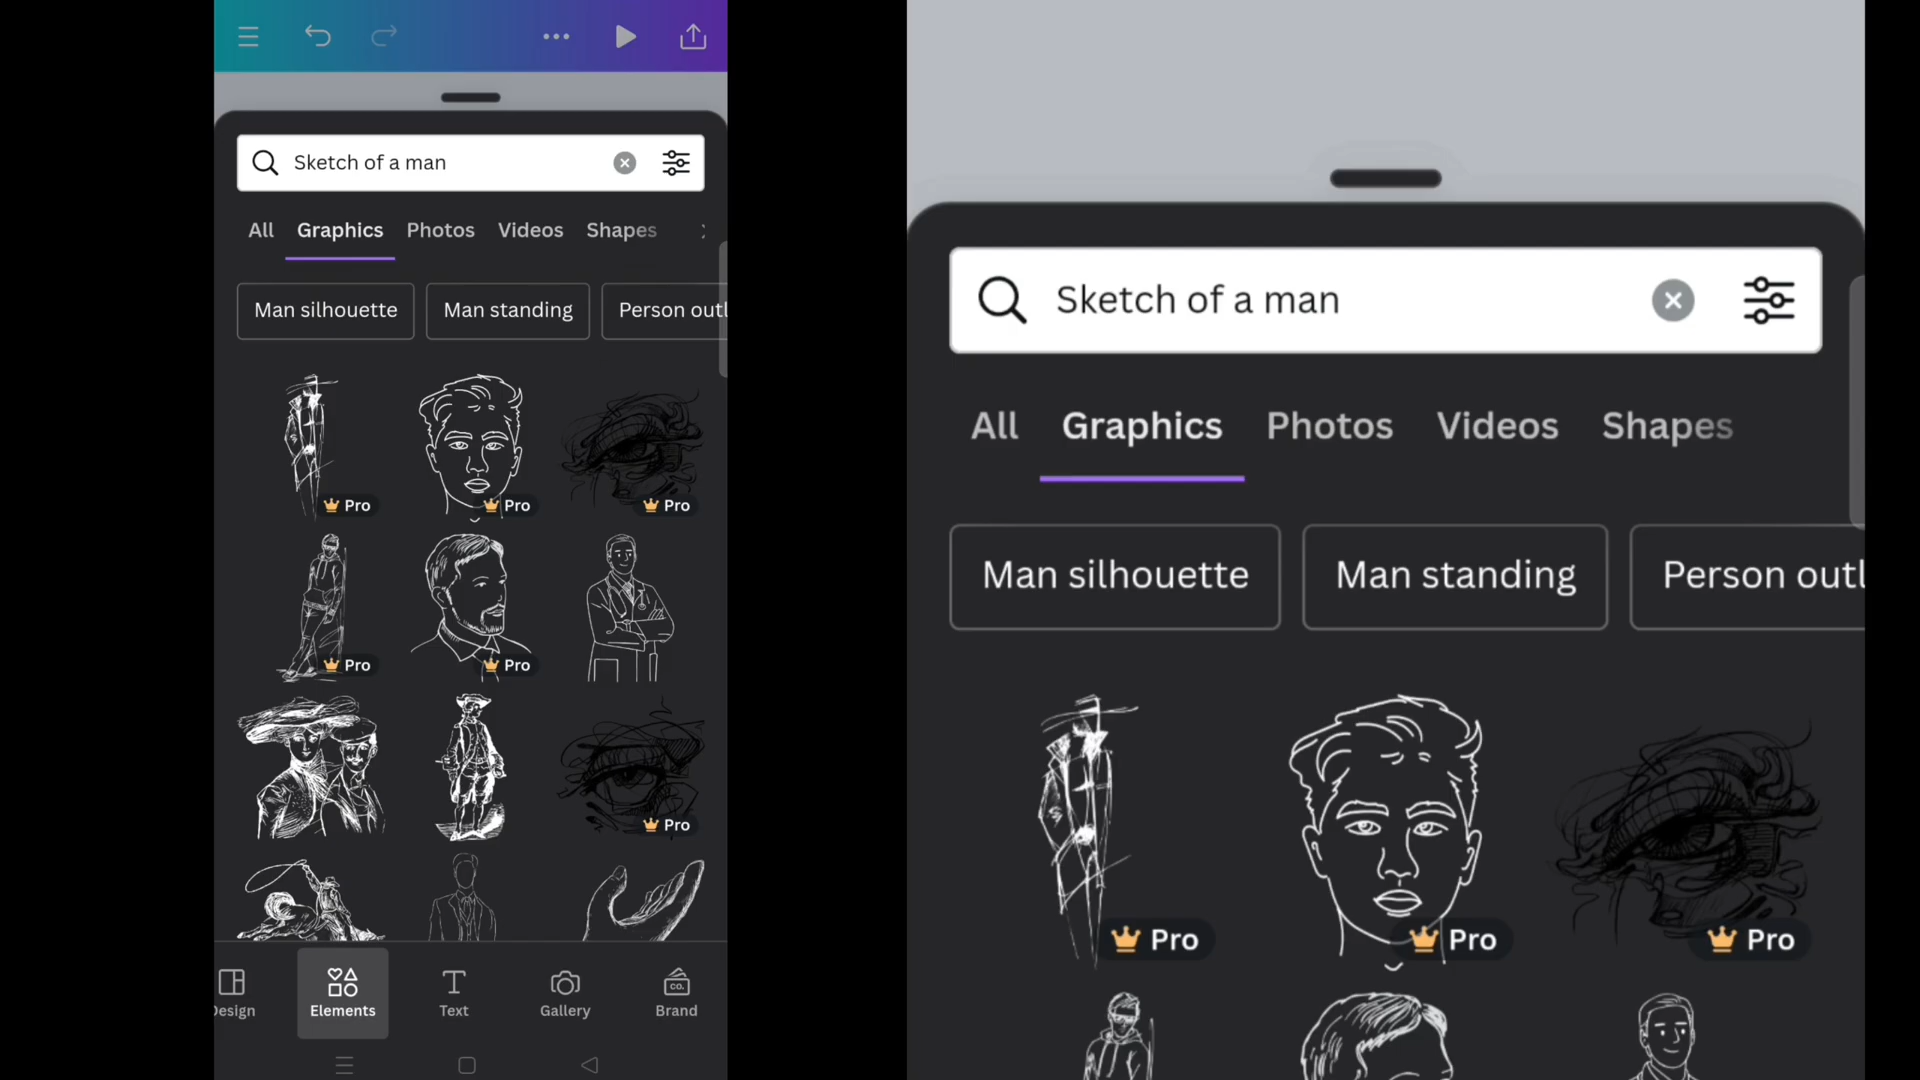 Sketch of a man
All Graphics Photos Videos Shapes
Man silhouette Man standing Person outl
Pro Pro Pro
Pro Pro
Pro
Design Elements Text Gallery Brand
co.
Sketch of a man
All Graphics Photos Videos Shapes
Man silhouette Man standing Person outl
Pro Pro Pro